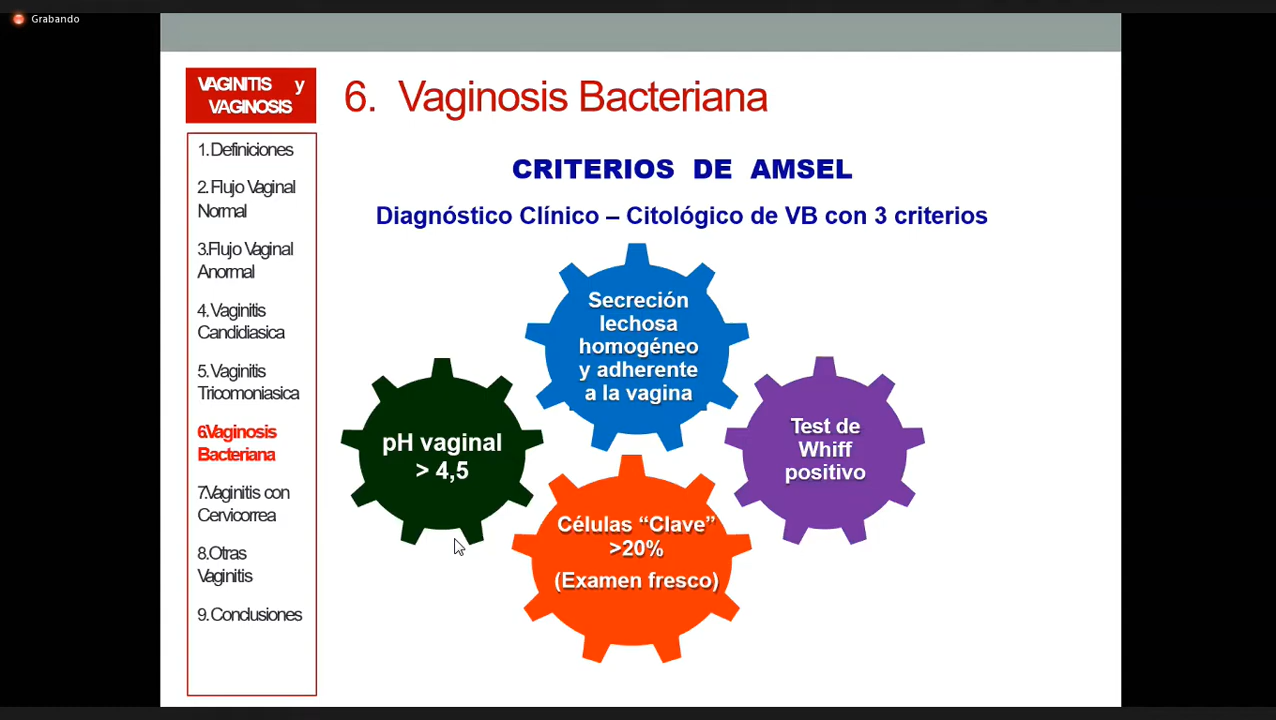 Grabando
VAGINITIS y
VAGINOSIS
1. Definiciones
2. Flujo Vaginal
Normal
3.Flujo Vaginal
Anormal
4. Vaginitis
Candidiasica
5. Vaginitis
Tricomoniasica
6.Vaginosis
Bacteriana
7.Vaginitis con
Cervicorrea
8.Otras
Vaginitis
9. Conclusiones
6. Vaginosis Bacteriana
CRITERIOS DE AMSEL
Diagnóstico Clínico – Citológico de VB con 3 criterios
Secreción
lechosa
homogéneo
y adherente
a la vagina
pH vaginal
> 4,5
Test de
Whiff
positivo
Células “Clave”
>20%
(Examen fresco)